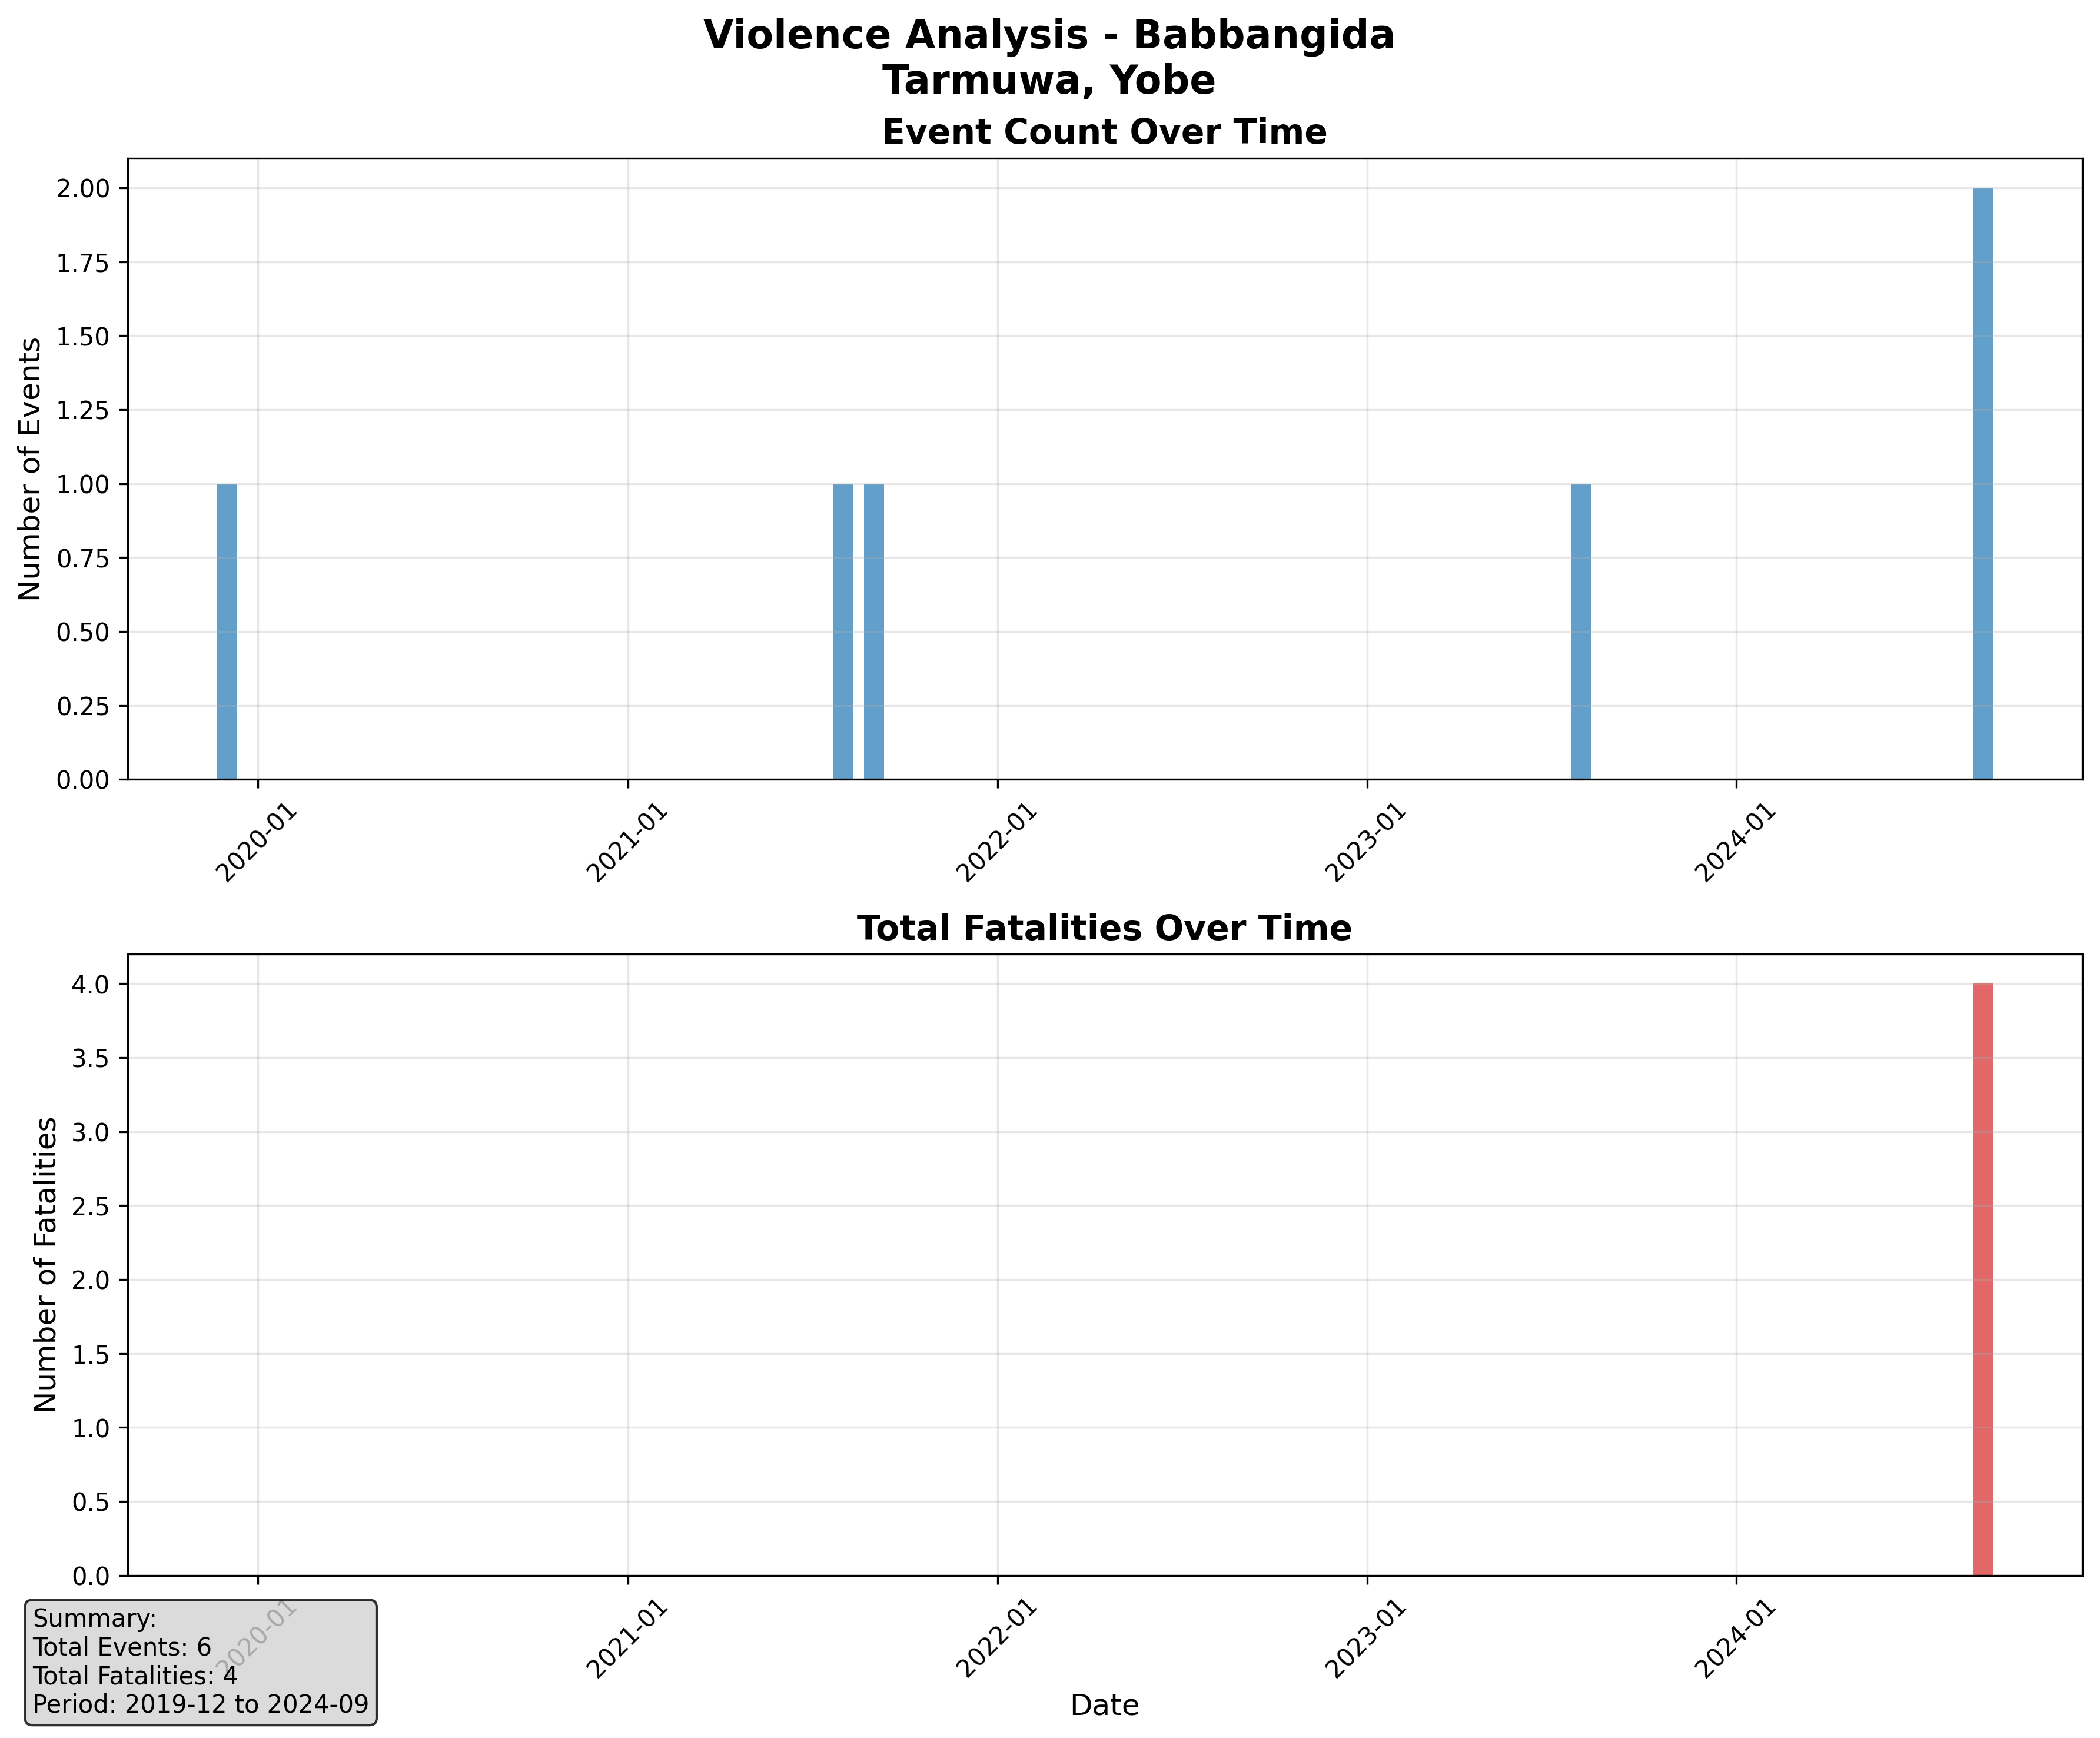 Violence Analysis - Babbangida
Tarmuwa, Yobe
Event Count Over Time
Number of Events
2.00
1.75
1.50
1.25
1.00
0.75
0.50
0.25
0.00
2020-01
2021-01
2022-01
2023-01
2024-01
Total Fatalities Over Time
Number of Fatalities
4.0
3.5
3.0
2.5
2.0
1.5
1.0
0.5
0.0
2020-01
2021-01
2022-01
2023-01
2024-01
Date
Summary:
Total Events: 6
Total Fatalities: 4
Period: 2019-12 to 2024-09